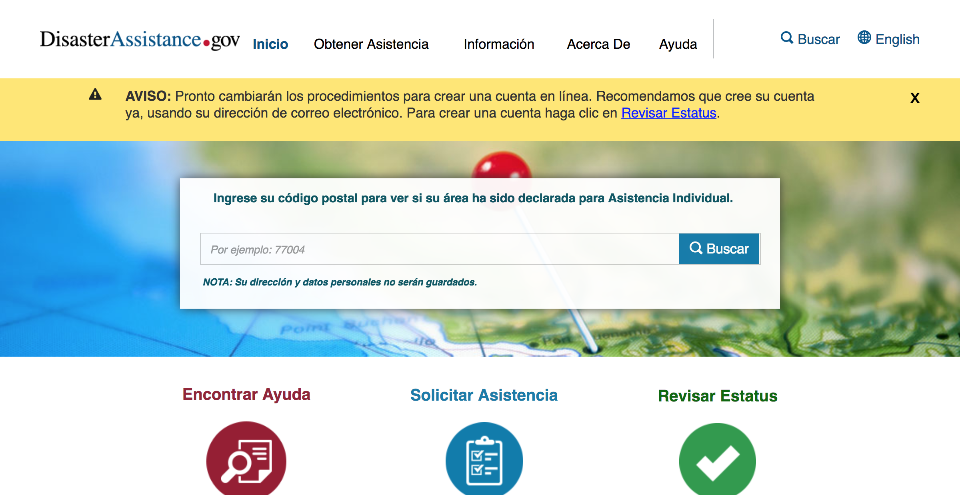 DisasterAssistance.gov
Inicio Obtener Asistencia Información Acerca De Ayuda Buscar English
AVISO: Pronto cambiarán los procedimientos para crear una cuenta en línea. Recomendamos que cree su cuenta
ya, usando su dirección de correo electrónico. Para crear una cuenta haga clic en Revisar Estatus.
X
Ingrese su código postal para ver si su área ha sido declarada para Asistencia Individual.
Por ejemplo: 77004
Buscar
NOTA: Su dirección y datos personales no serán guardados.
Point
Encontrar Ayuda
Solicitar Asistencia
Revisar Estatus